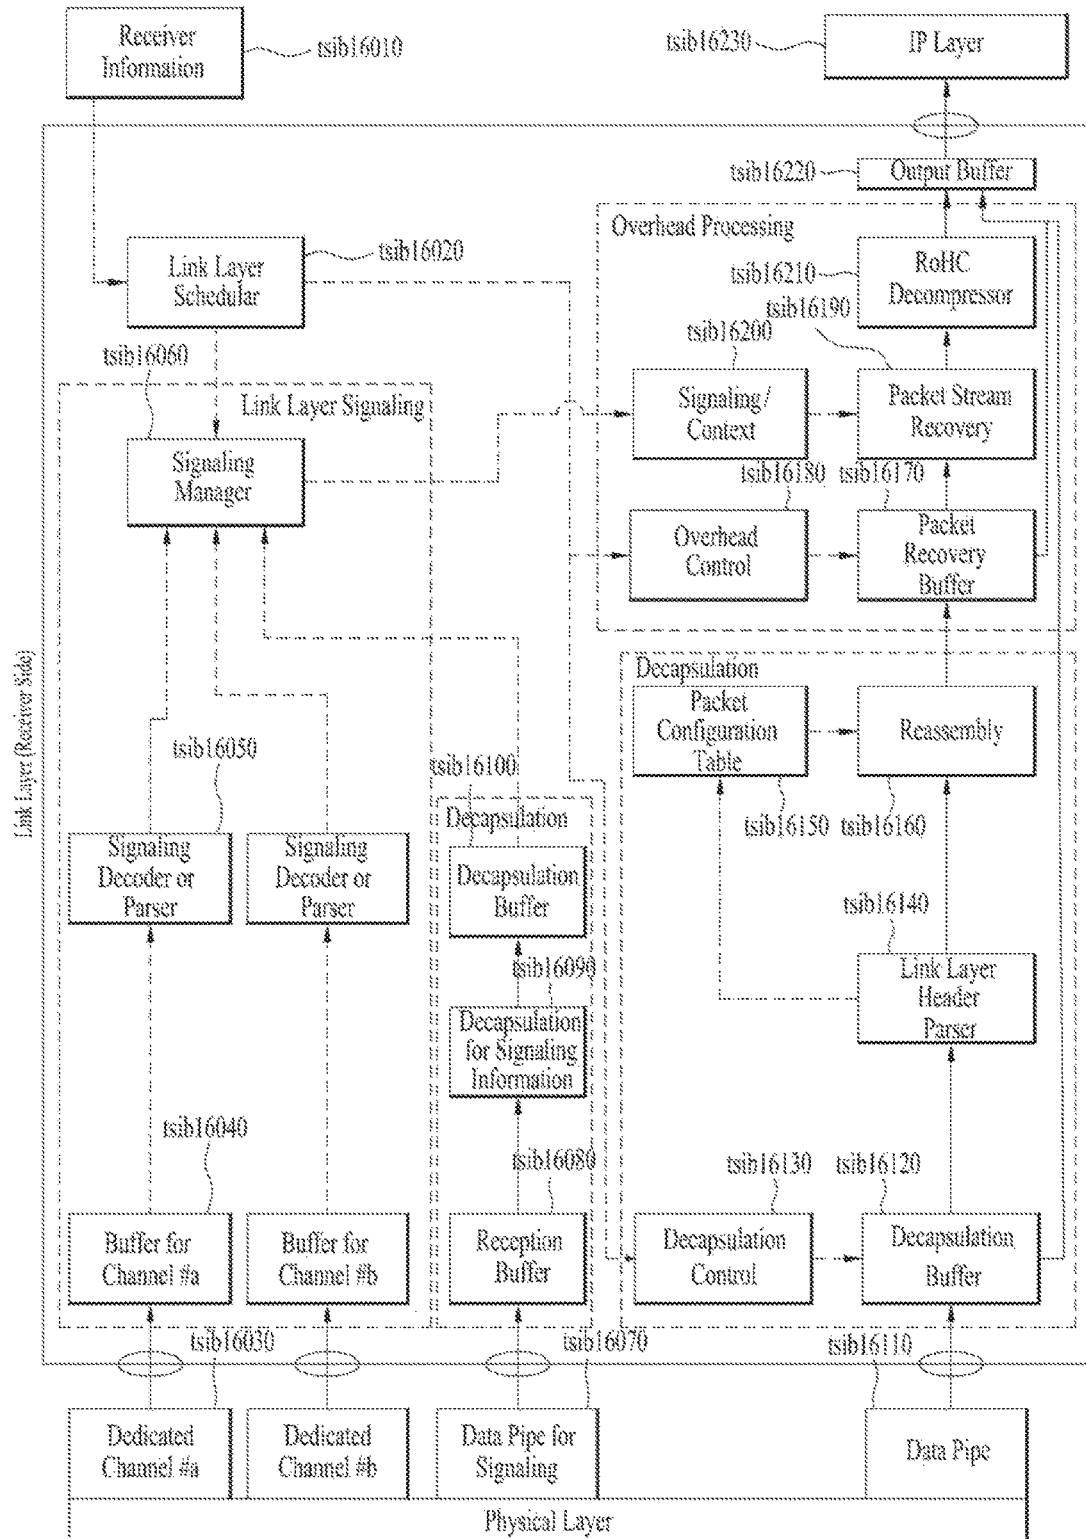 Receiver
Information
tsib16010
tsib16230
IP Layer
tsib16220
Output Buffer
Overhead Processing
Link Layer
Schedular
tsib16020
tsib16210
RoHC
Decompressor
tsib16190
tsib16200
tsib16060
Link Layer Signaling
Signaling /
Context
Packet Stream
Recovery
Signaling
Manager
tsib16180
tsib16170
Overhead
Control
Packet
Recovery
Buffer
Link Layer (Receiver Side)
Decapsulation
Packet
Configuration
Table
Reassembly
tsib16050
tsib16100
tsib16150
tsib16160
Decapsulation
Signaling
Decoder or
Parser
Signaling
Decoder or
Parser
Decapsulation
Buffer
tsib16140
tsib16090
Link Layer
Header
Parser
Decapsulation
for Signaling
Information
tsib16040
tsib16080
tsib16130
tsib16120
Buffer for
Channel #a
Buffer for
Channel #b
Reception
Buffer
Decapsulation
Control
Decapsulation
Buffer
tsib16030
tsib16070
tsib16110
Dedicated
Channel #a
Dedicated
Channel #b
Data Pipe for
Signaling
Data Pipe
Physical Layer